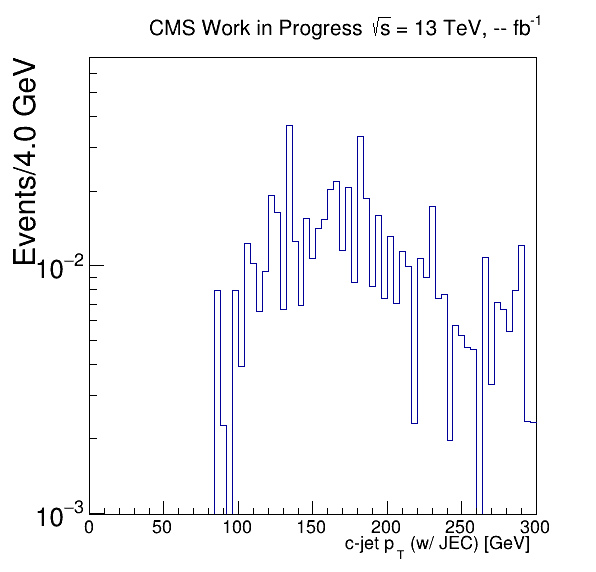 CMS Work in Progress √s = 13 TeV, -- fb⁻¹
Events/4.0 GeV
10⁻²
10⁻³
0 50 100 150 200 250 300
c-jet p_T (w/ JEC) [GeV]